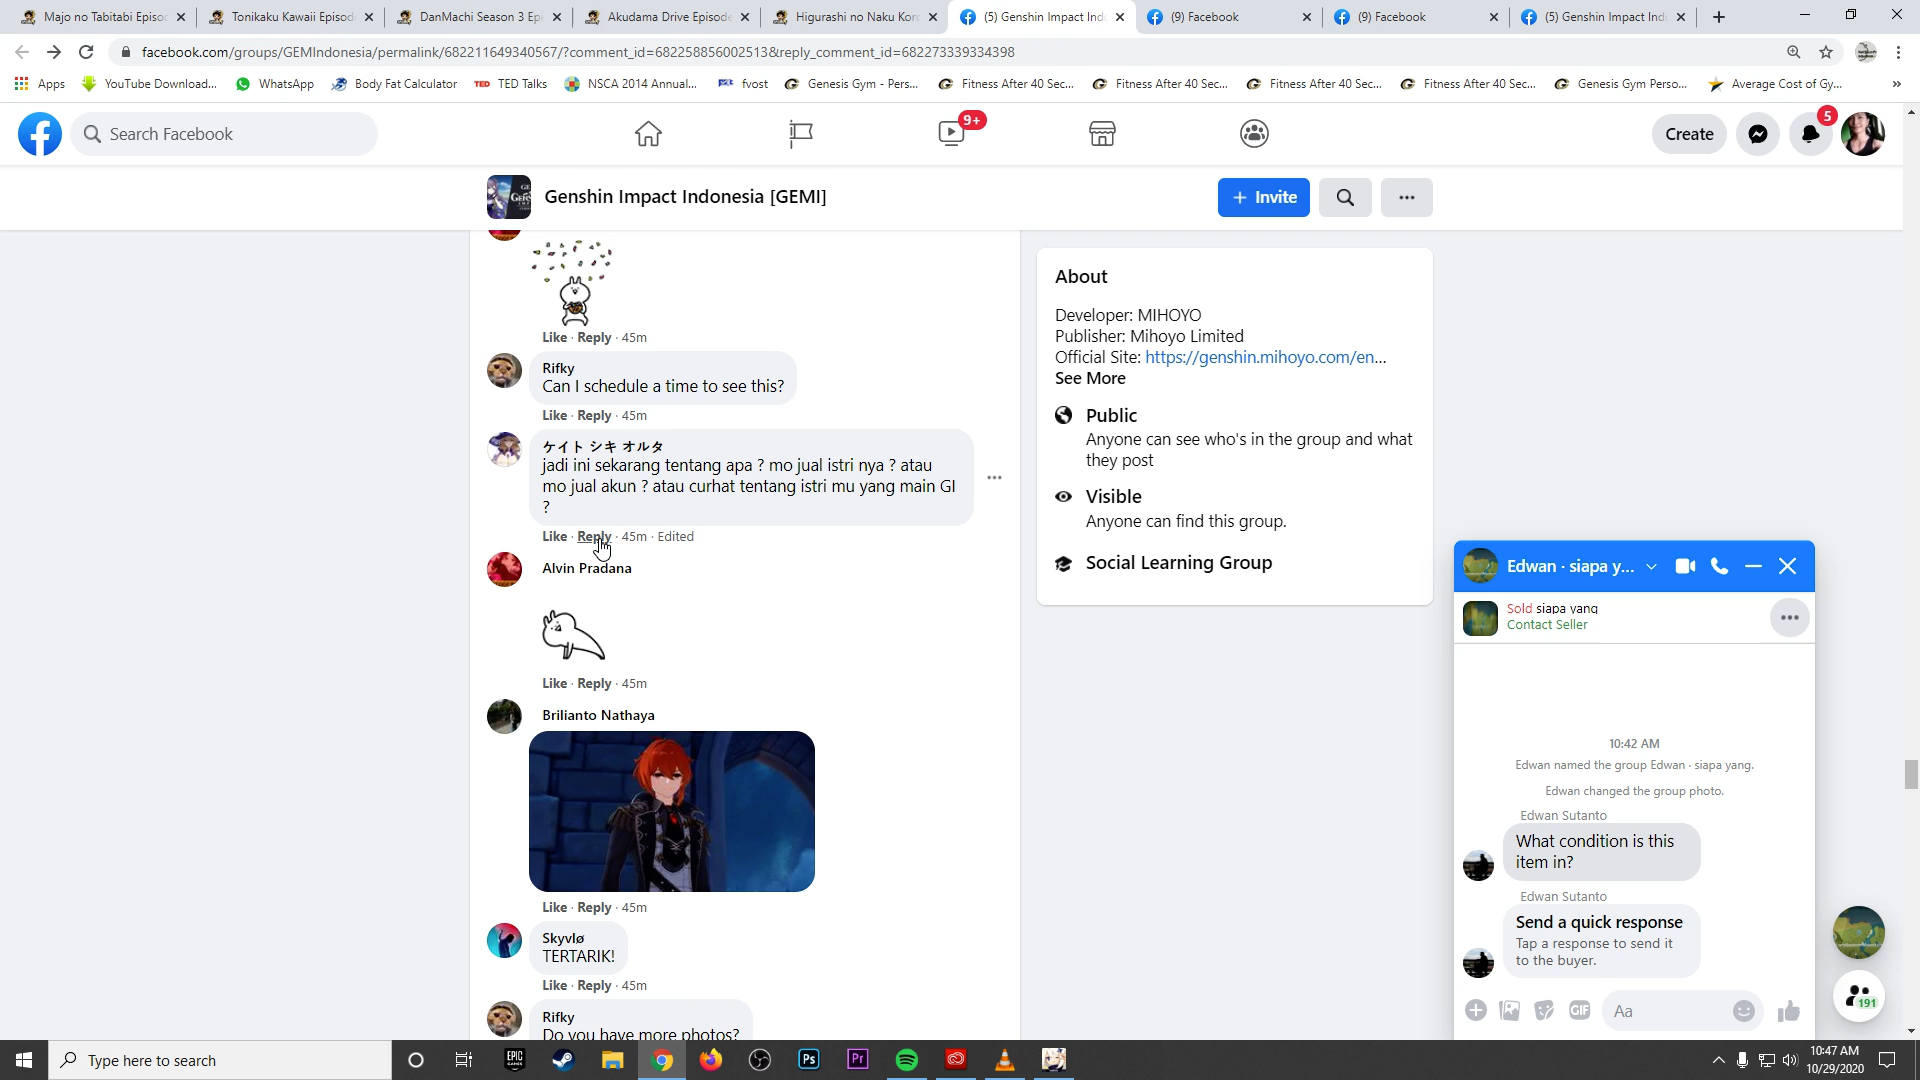 Majo no Tabitabi Episod
Tonikaku Kawaii Episode
DanMachi Season 3 Epi
Akudama Drive Episode
Higurashi no Naku Koro
(5) Genshin Impact Ind
(9) Facebook
(9) Facebook
(5) Genshin Impact Ind
facebook.com/groups/GEMIndonesia/permalink/682211649340567/?comment_id=682258856002513&reply_comment_id=682273339334398
Apps
YouTube Download...
WhatsApp
Body Fat Calculator
TED TED Talks
NSCA 2014 Annual...
fvost
Genesis Gym - Pers...
Fitness After 40 Sec...
Fitness After 40 Sec...
Fitness After 40 Sec...
Fitness After 40 Sec...
Genesis Gym Perso...
Average Cost of Gy...
Search Facebook
9+
Create
5
Genshin Impact Indonesia [GEMI]
+ Invite
Like · Reply · 45m
Rifky
Can I schedule a time to see this?
Like · Reply · 45m
ケイト シキ オルタ
jadi ini sekarang tentang apa ? mo jual istri nya ? atau
mo jual akun ? atau curhat tentang istri mu yang main GI
?
Like · Reply · 45m · Edited
Alvin Pradana
Like · Reply · 45m
Brilianto Nathaya
Like · Reply · 45m
Skyvlø
TERTARIK!
Like · Reply · 45m
Rifky
Do you have more photos?
About
Developer: MIHOYO
Publisher: Mihoyo Limited
Official Site: https://genshin.mihoyo.com/en...
See More
Public
Anyone can see who's in the group and what
they post
Visible
Anyone can find this group.
Social Learning Group
Edwan · siapa y...
Sold siapa yang
Contact Seller
10:42 AM
Edwan named the group Edwan · siapa yang.
Edwan changed the group photo.
Edwan Sutanto
What condition is this
item in?
Edwan Sutanto
Send a quick response
Tap a response to send it
to the buyer.
GIF
Aa
191
Type here to search
EPIC GAMES
Ps
Pr
10:47 AM
10/29/2020